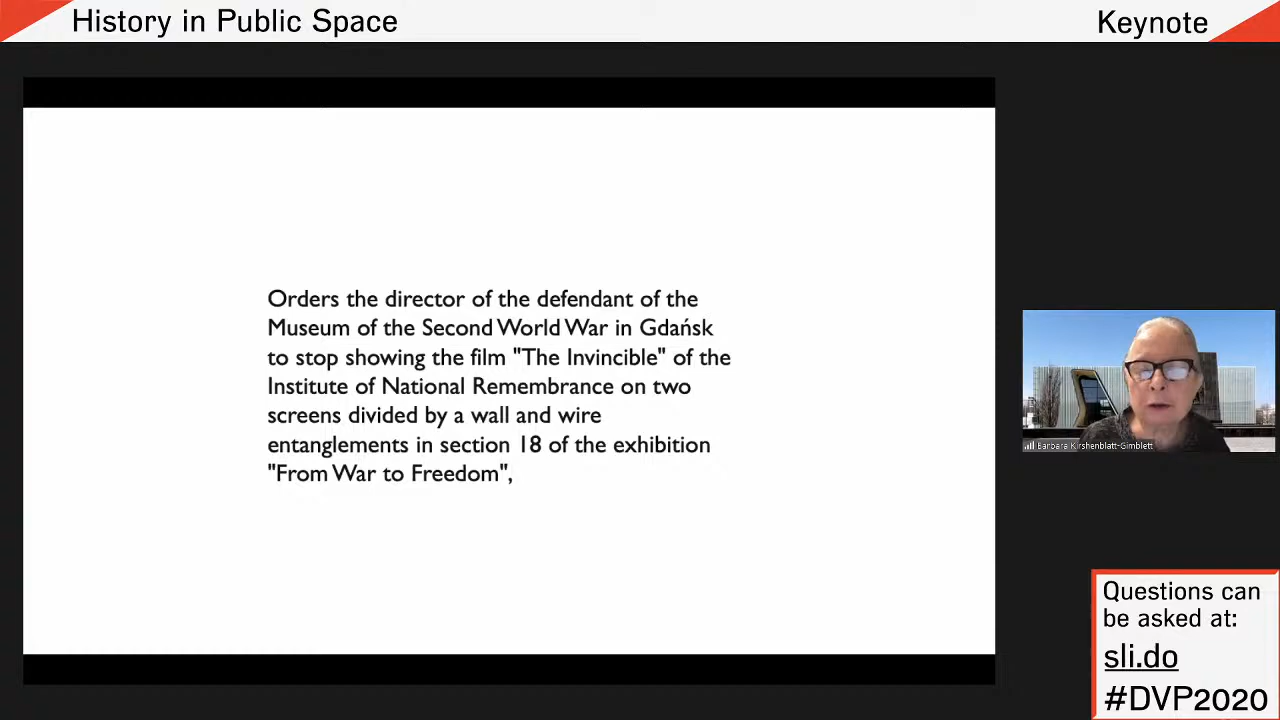 History in Public Space
Keynote
Orders the director of the defendant of the
Museum of the Second World War in Gdańsk
to stop showing the film "The Invincible" of the
Institute of National Remembrance on two
screens divided by a wall and wire
entanglements in section 18 of the exhibition
"From War to Freedom",
Barbara Kirshenblatt-Gimblett
Questions can
be asked at:
sli.do
#DVP2020